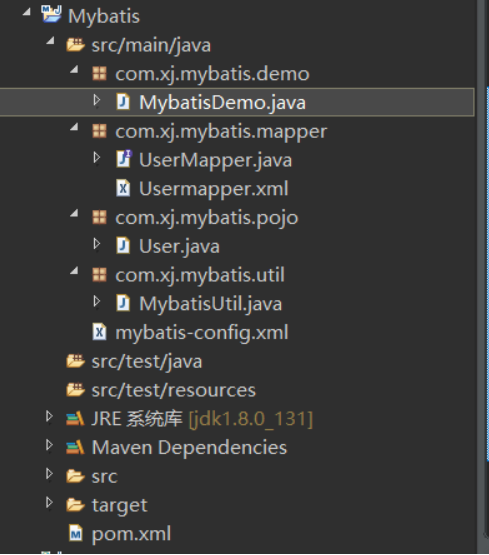 Mybatis
src/main/java
com.xj.mybatis.demo
MybatisDemo.java
com.xj.mybatis.mapper
UserMapper.java
Usermapper.xml
com.xj.mybatis.pojo
User.java
com.xj.mybatis.util
MybatisUtil.java
mybatis-config.xml
src/test/java
src/test/resources
JRE 系统库 [jdk1.8.0_131]
Maven Dependencies
src
target
pom.xml